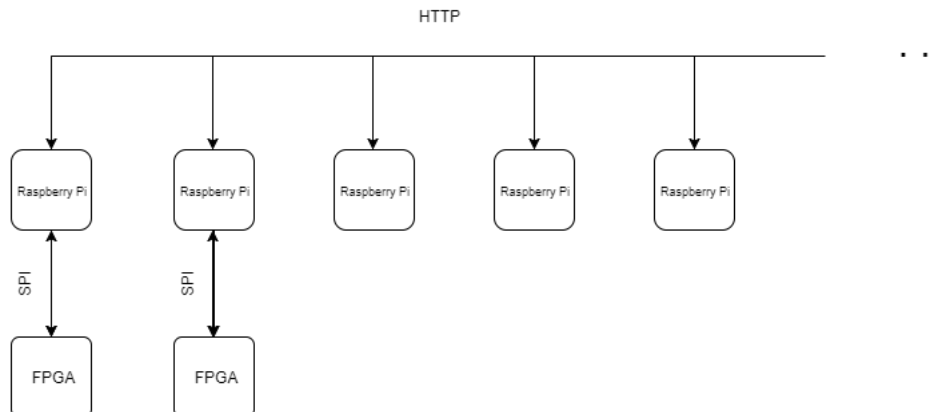 HTTP
. .
Raspberry Pi
Raspberry Pi
Raspberry Pi
Raspberry Pi
Raspberry Pi
SPI
SPI
FPGA
FPGA